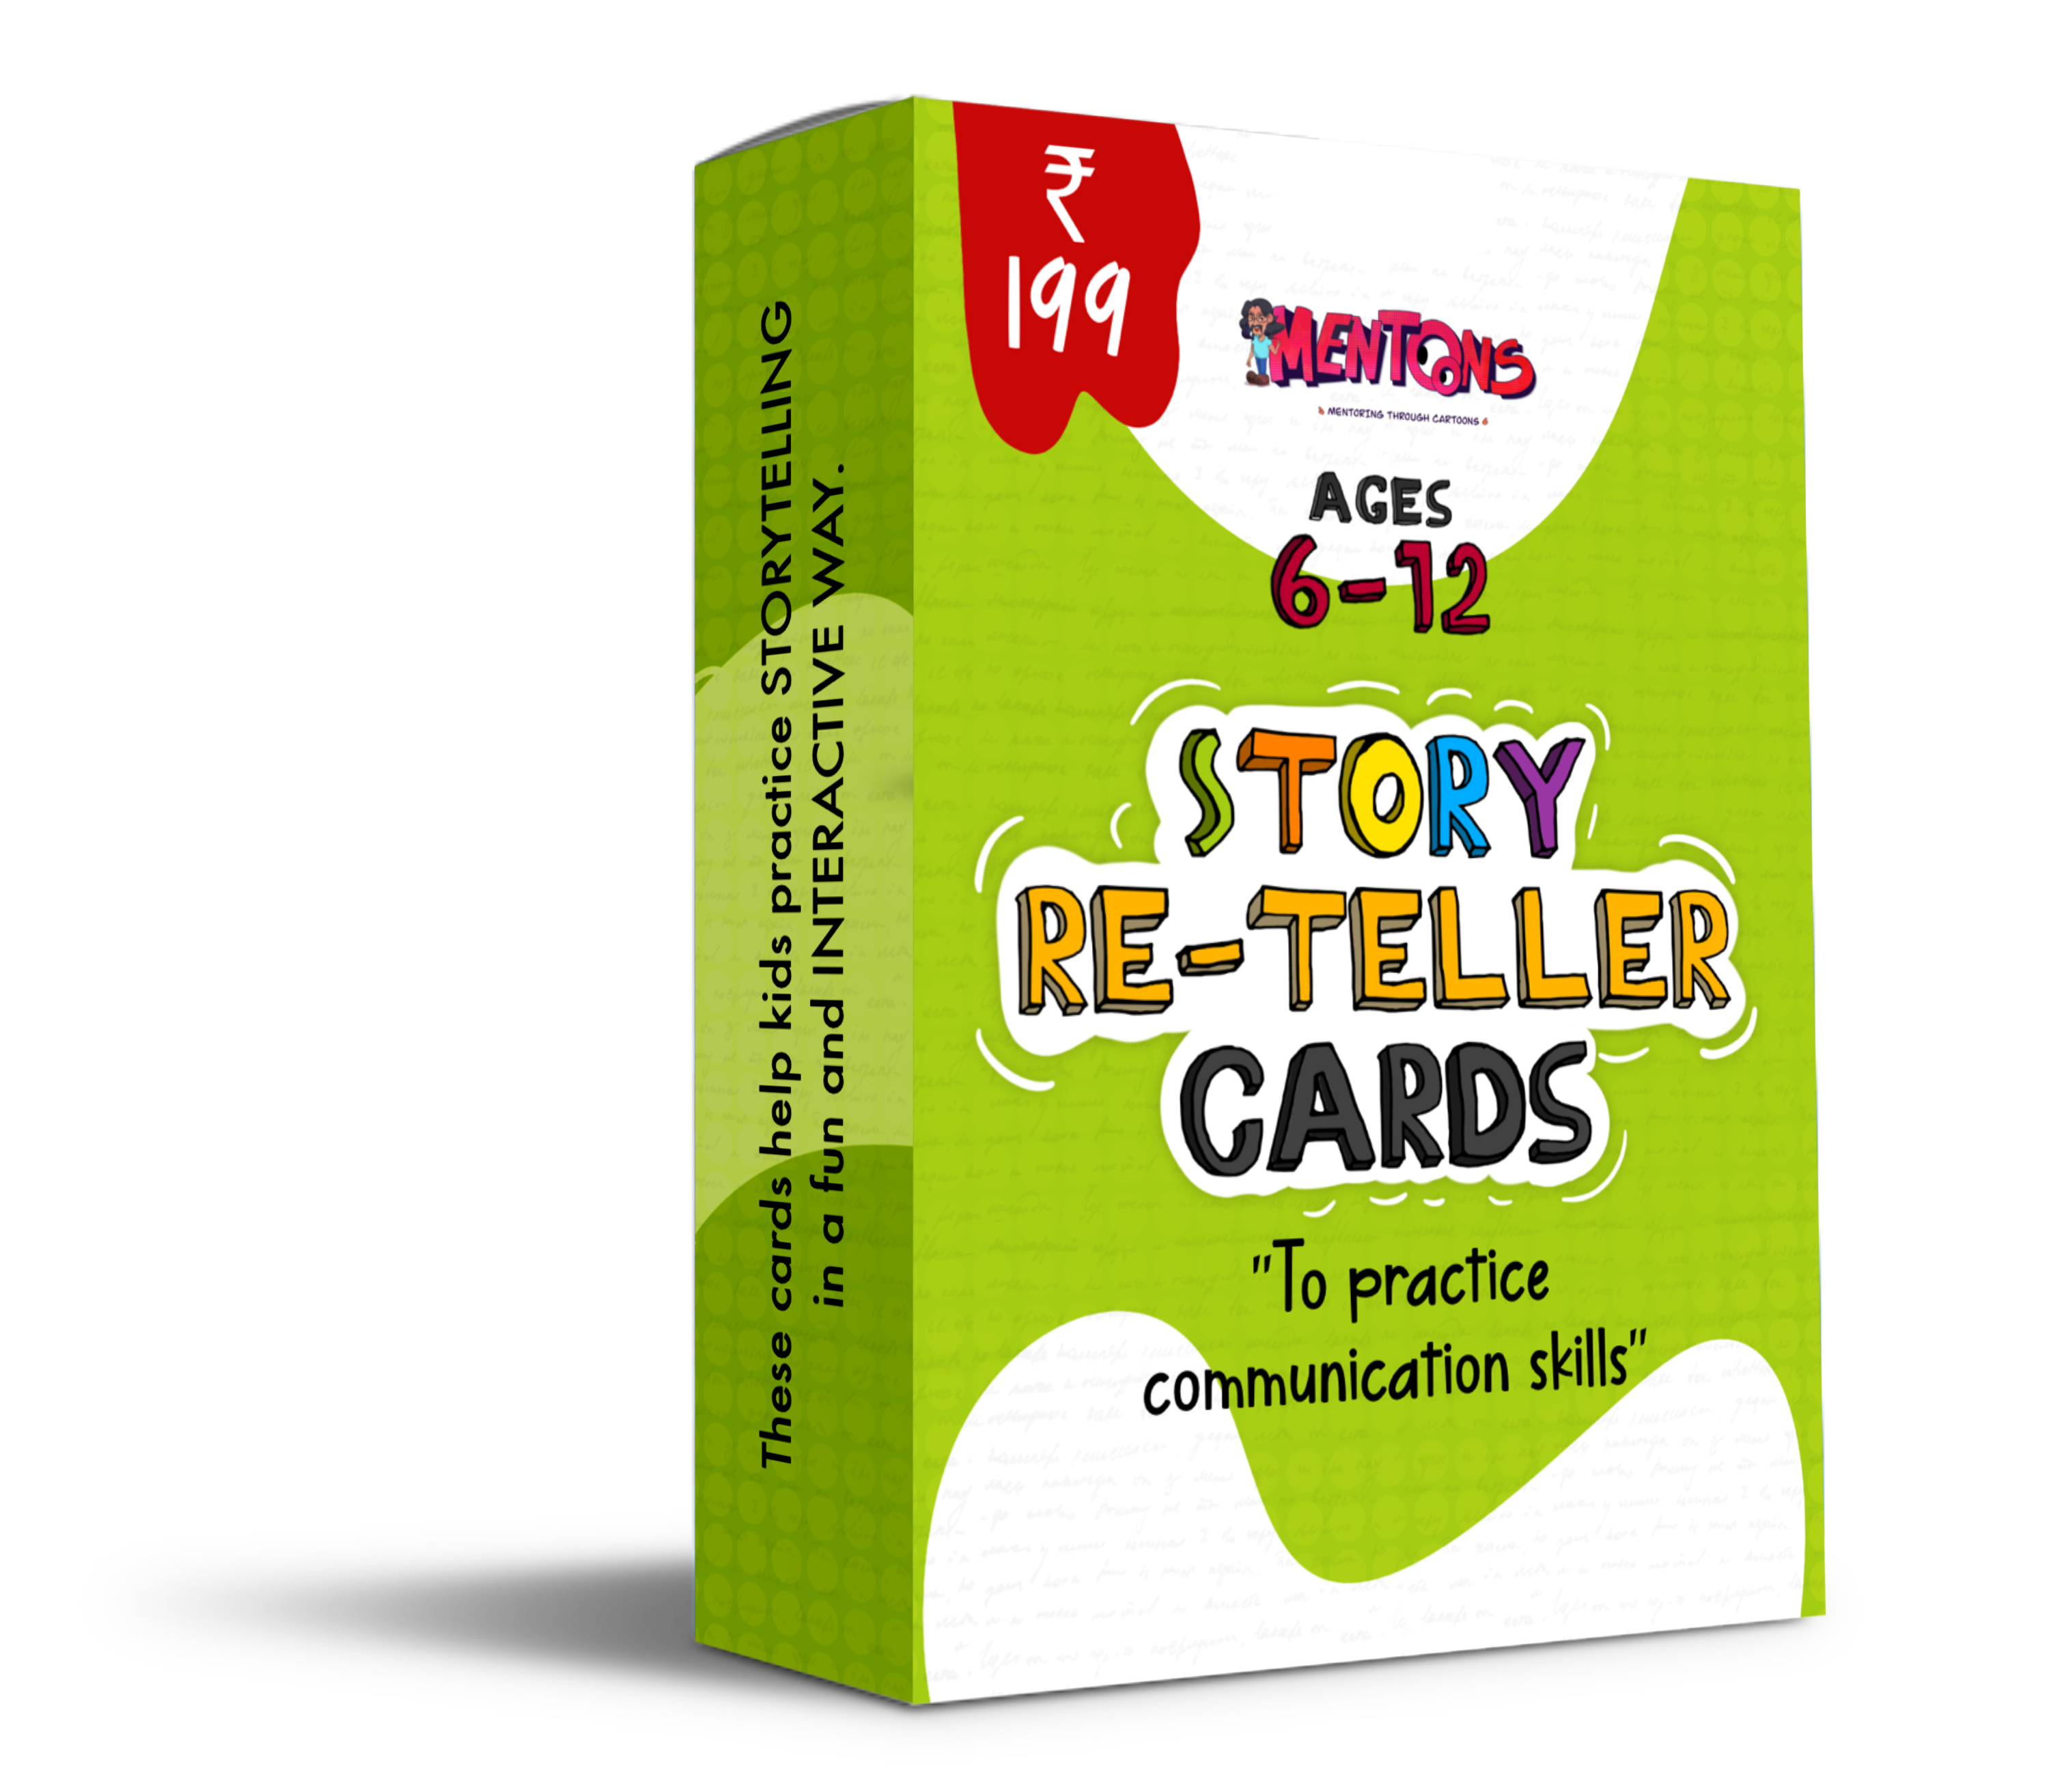 ₹
199
MENTOONS
MENTORING THROUGH CARTOONS
AGES
6-12
STORY
RE-TELLER
CARDS
"To practice
communication skills"
These cards help kids practice STORYTELLING
in a fun and INTERACTIVE WAY.